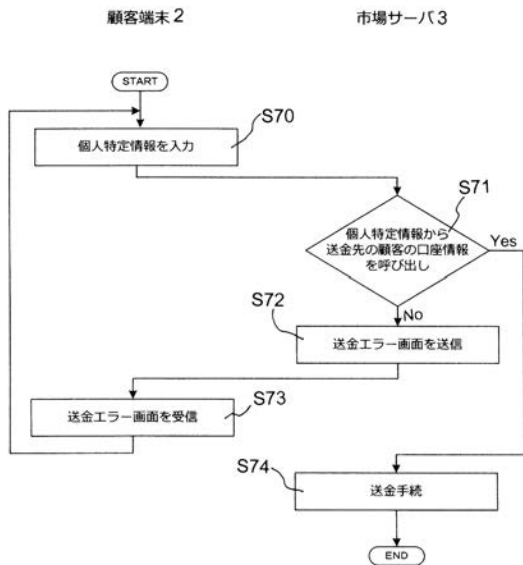 顧客端末2
市場サーバ3
START
S70
個人特定情報を入力
S71
個人特定情報から
送金先の顧客の口座情報
を呼び出し
Yes
No
S72
送金エラー画面を送信
S73
送金エラー画面を受信
S74
送金手続
END